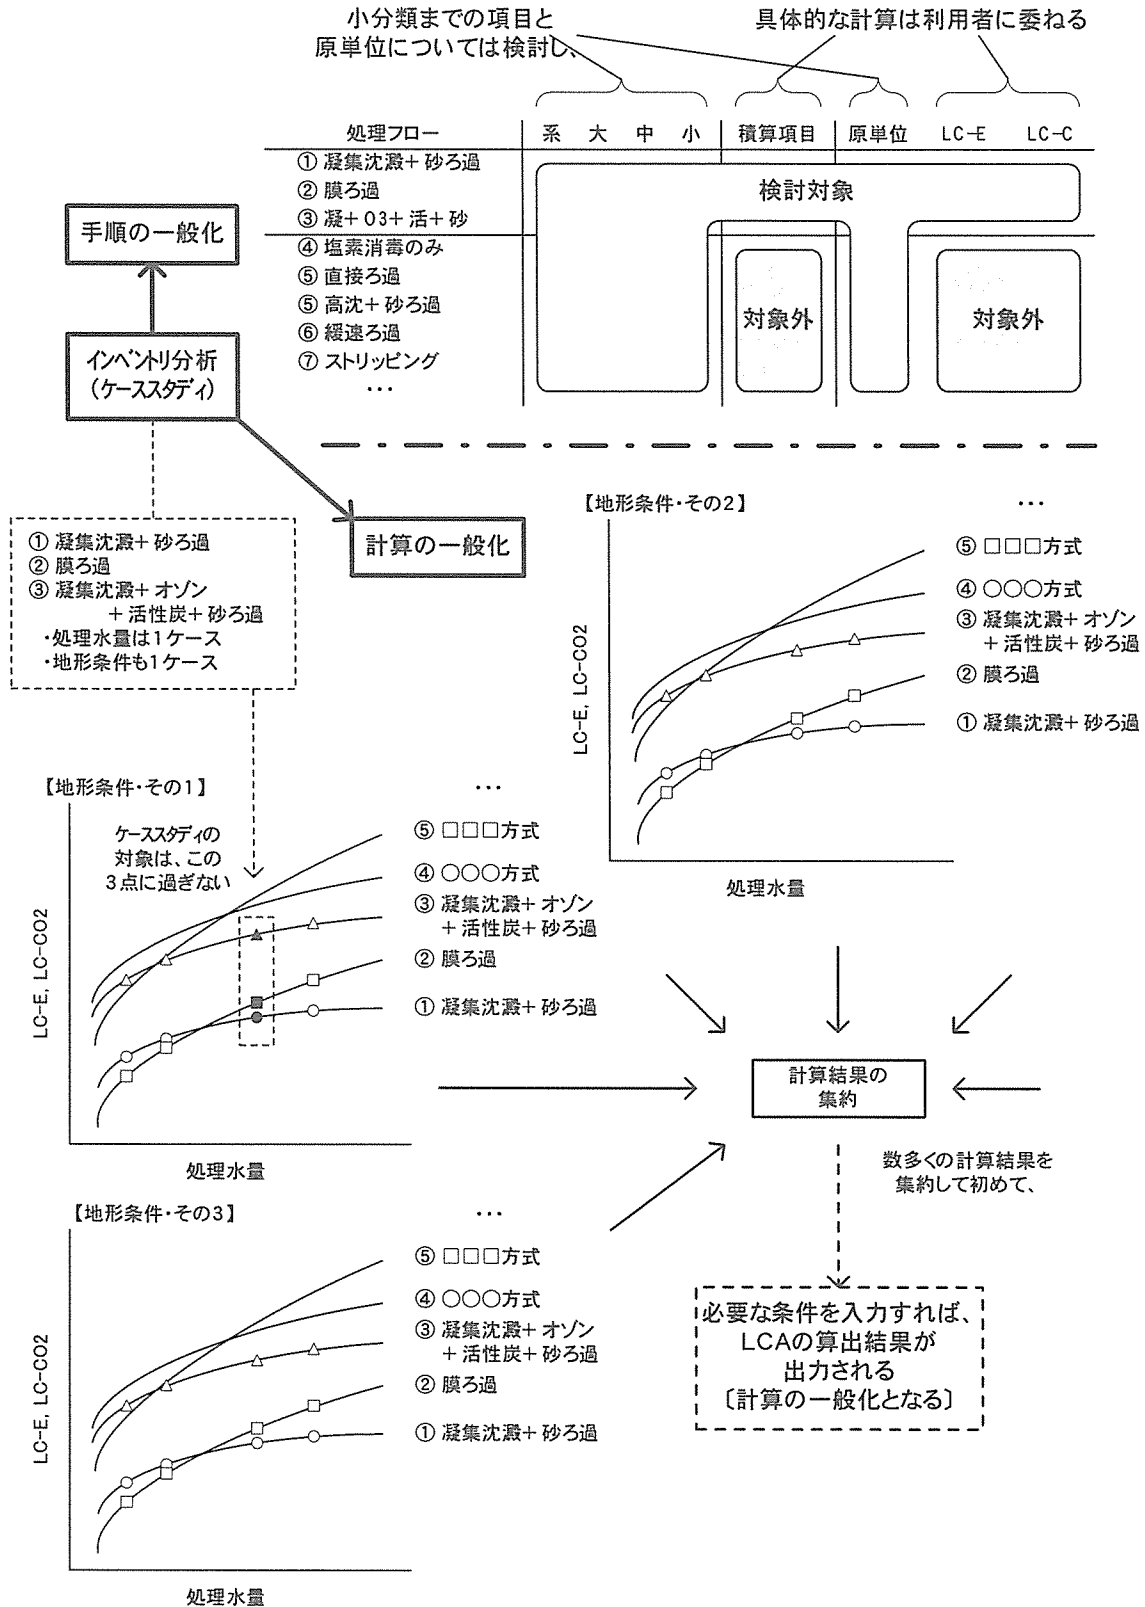 小分類までの項目と
原単位については検討し、
具体的な計算は利用者に委ねる
処理フロー 系 大 中 小 積算項目 原単位 LC-E LC-C
① 凝集沈澱+砂ろ過
② 膜ろ過
③ 凝+O3+活+砂
④ 塩素消毒のみ
⑤ 直接ろ過
⑤ 高沈+砂ろ過
⑥ 緩速ろ過
⑦ ストリッピング
…
検討対象
対象外
対象外
手順の一般化
インベントリ分析
(ケーススタディ)
計算の一般化
① 凝集沈澱+砂ろ過
② 膜ろ過
③ 凝集沈澱+オゾン
+活性炭+砂ろ過
・処理水量は1ケース
・地形条件も1ケース
【地形条件・その2】
…
⑤ □□□方式
④ ○○○方式
③ 凝集沈澱+オゾン
+活性炭+砂ろ過
② 膜ろ過
① 凝集沈澱+砂ろ過
LC-E, LC-CO2
処理水量
【地形条件・その1】
…
ケーススタディの
対象は、この
3点に過ぎない
⑤ □□□方式
④ ○○○方式
③ 凝集沈澱+オゾン
+活性炭+砂ろ過
② 膜ろ過
① 凝集沈澱+砂ろ過
LC-E, LC-CO2
処理水量
計算結果の
集約
数多くの計算結果を
集約して初めて、
必要な条件を入力すれば、
LCAの算出結果が
出力される
〔計算の一般化となる〕
【地形条件・その3】
…
⑤ □□□方式
④ ○○○方式
③ 凝集沈澱+オゾン
+活性炭+砂ろ過
② 膜ろ過
① 凝集沈澱+砂ろ過
LC-E, LC-CO2
処理水量